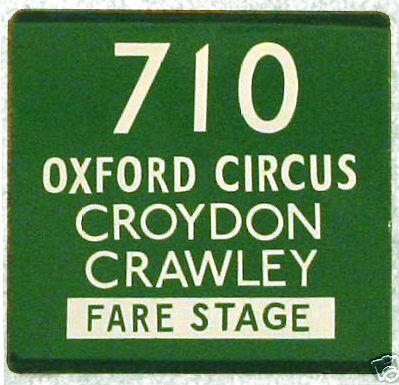 710
OXFORD CIRCUS
CROYDON
CRAWLEY
FARE STAGE